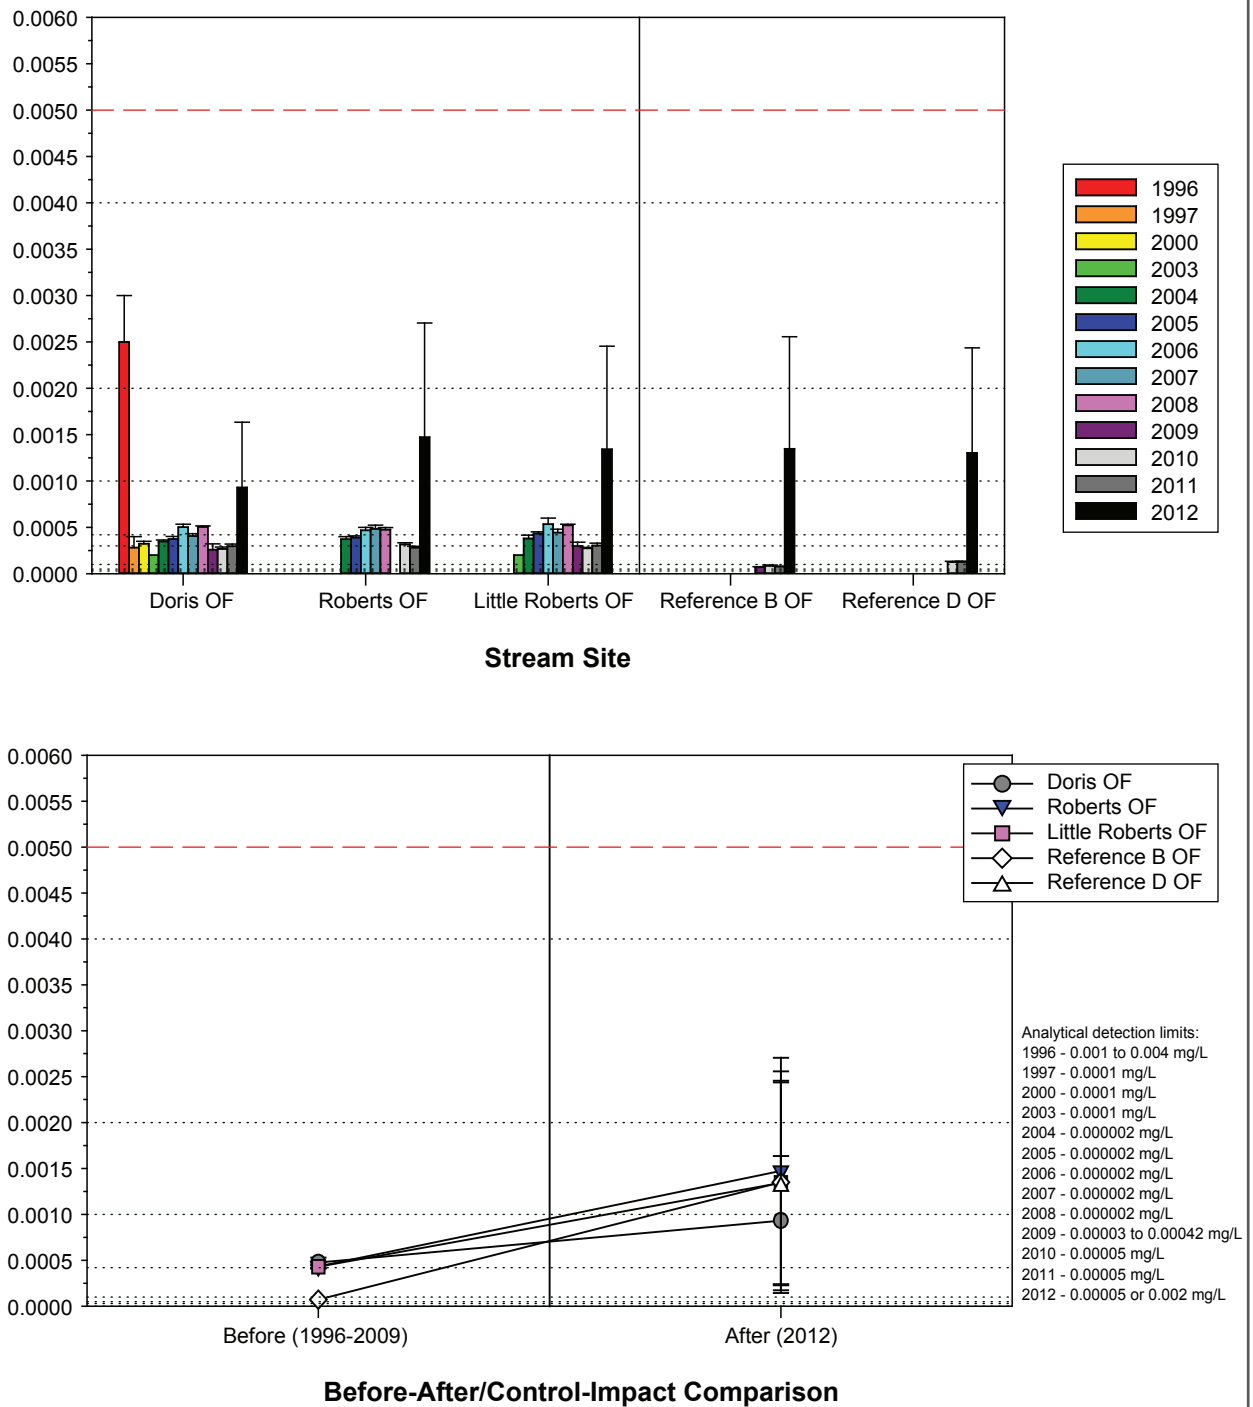 0.0060
0.0055
0.0050
0.0045
0.0040
0.0035
0.0030
0.0025
0.0020
0.0015
0.0010
0.0005
0.0000
Doris OF
Roberts OF
Little Roberts OF
Reference B OF
Reference D OF
Stream Site
1996
1997
2000
2003
2004
2005
2006
2007
2008
2009
2010
2011
2012
0.0060
0.0055
0.0050
0.0045
0.0040
0.0035
0.0030
0.0025
0.0020
0.0015
0.0010
0.0005
0.0000
Before (1996-2009)
After (2012)
Before-After/Control-Impact Comparison
Doris OF
Roberts OF
Little Roberts OF
Reference B OF
Reference D OF
Analytical detection limits:
1996 - 0.001 to 0.004 mg/L
1997 - 0.0001 mg/L
2000 - 0.0001 mg/L
2003 - 0.0001 mg/L
2004 - 0.000002 mg/L
2005 - 0.000002 mg/L
2006 - 0.000002 mg/L
2007 - 0.000002 mg/L
2008 - 0.000002 mg/L
2009 - 0.00003 to 0.00042 mg/L
2010 - 0.00005 mg/L
2011 - 0.00005 mg/L
2012 - 0.00005 or 0.002 mg/L